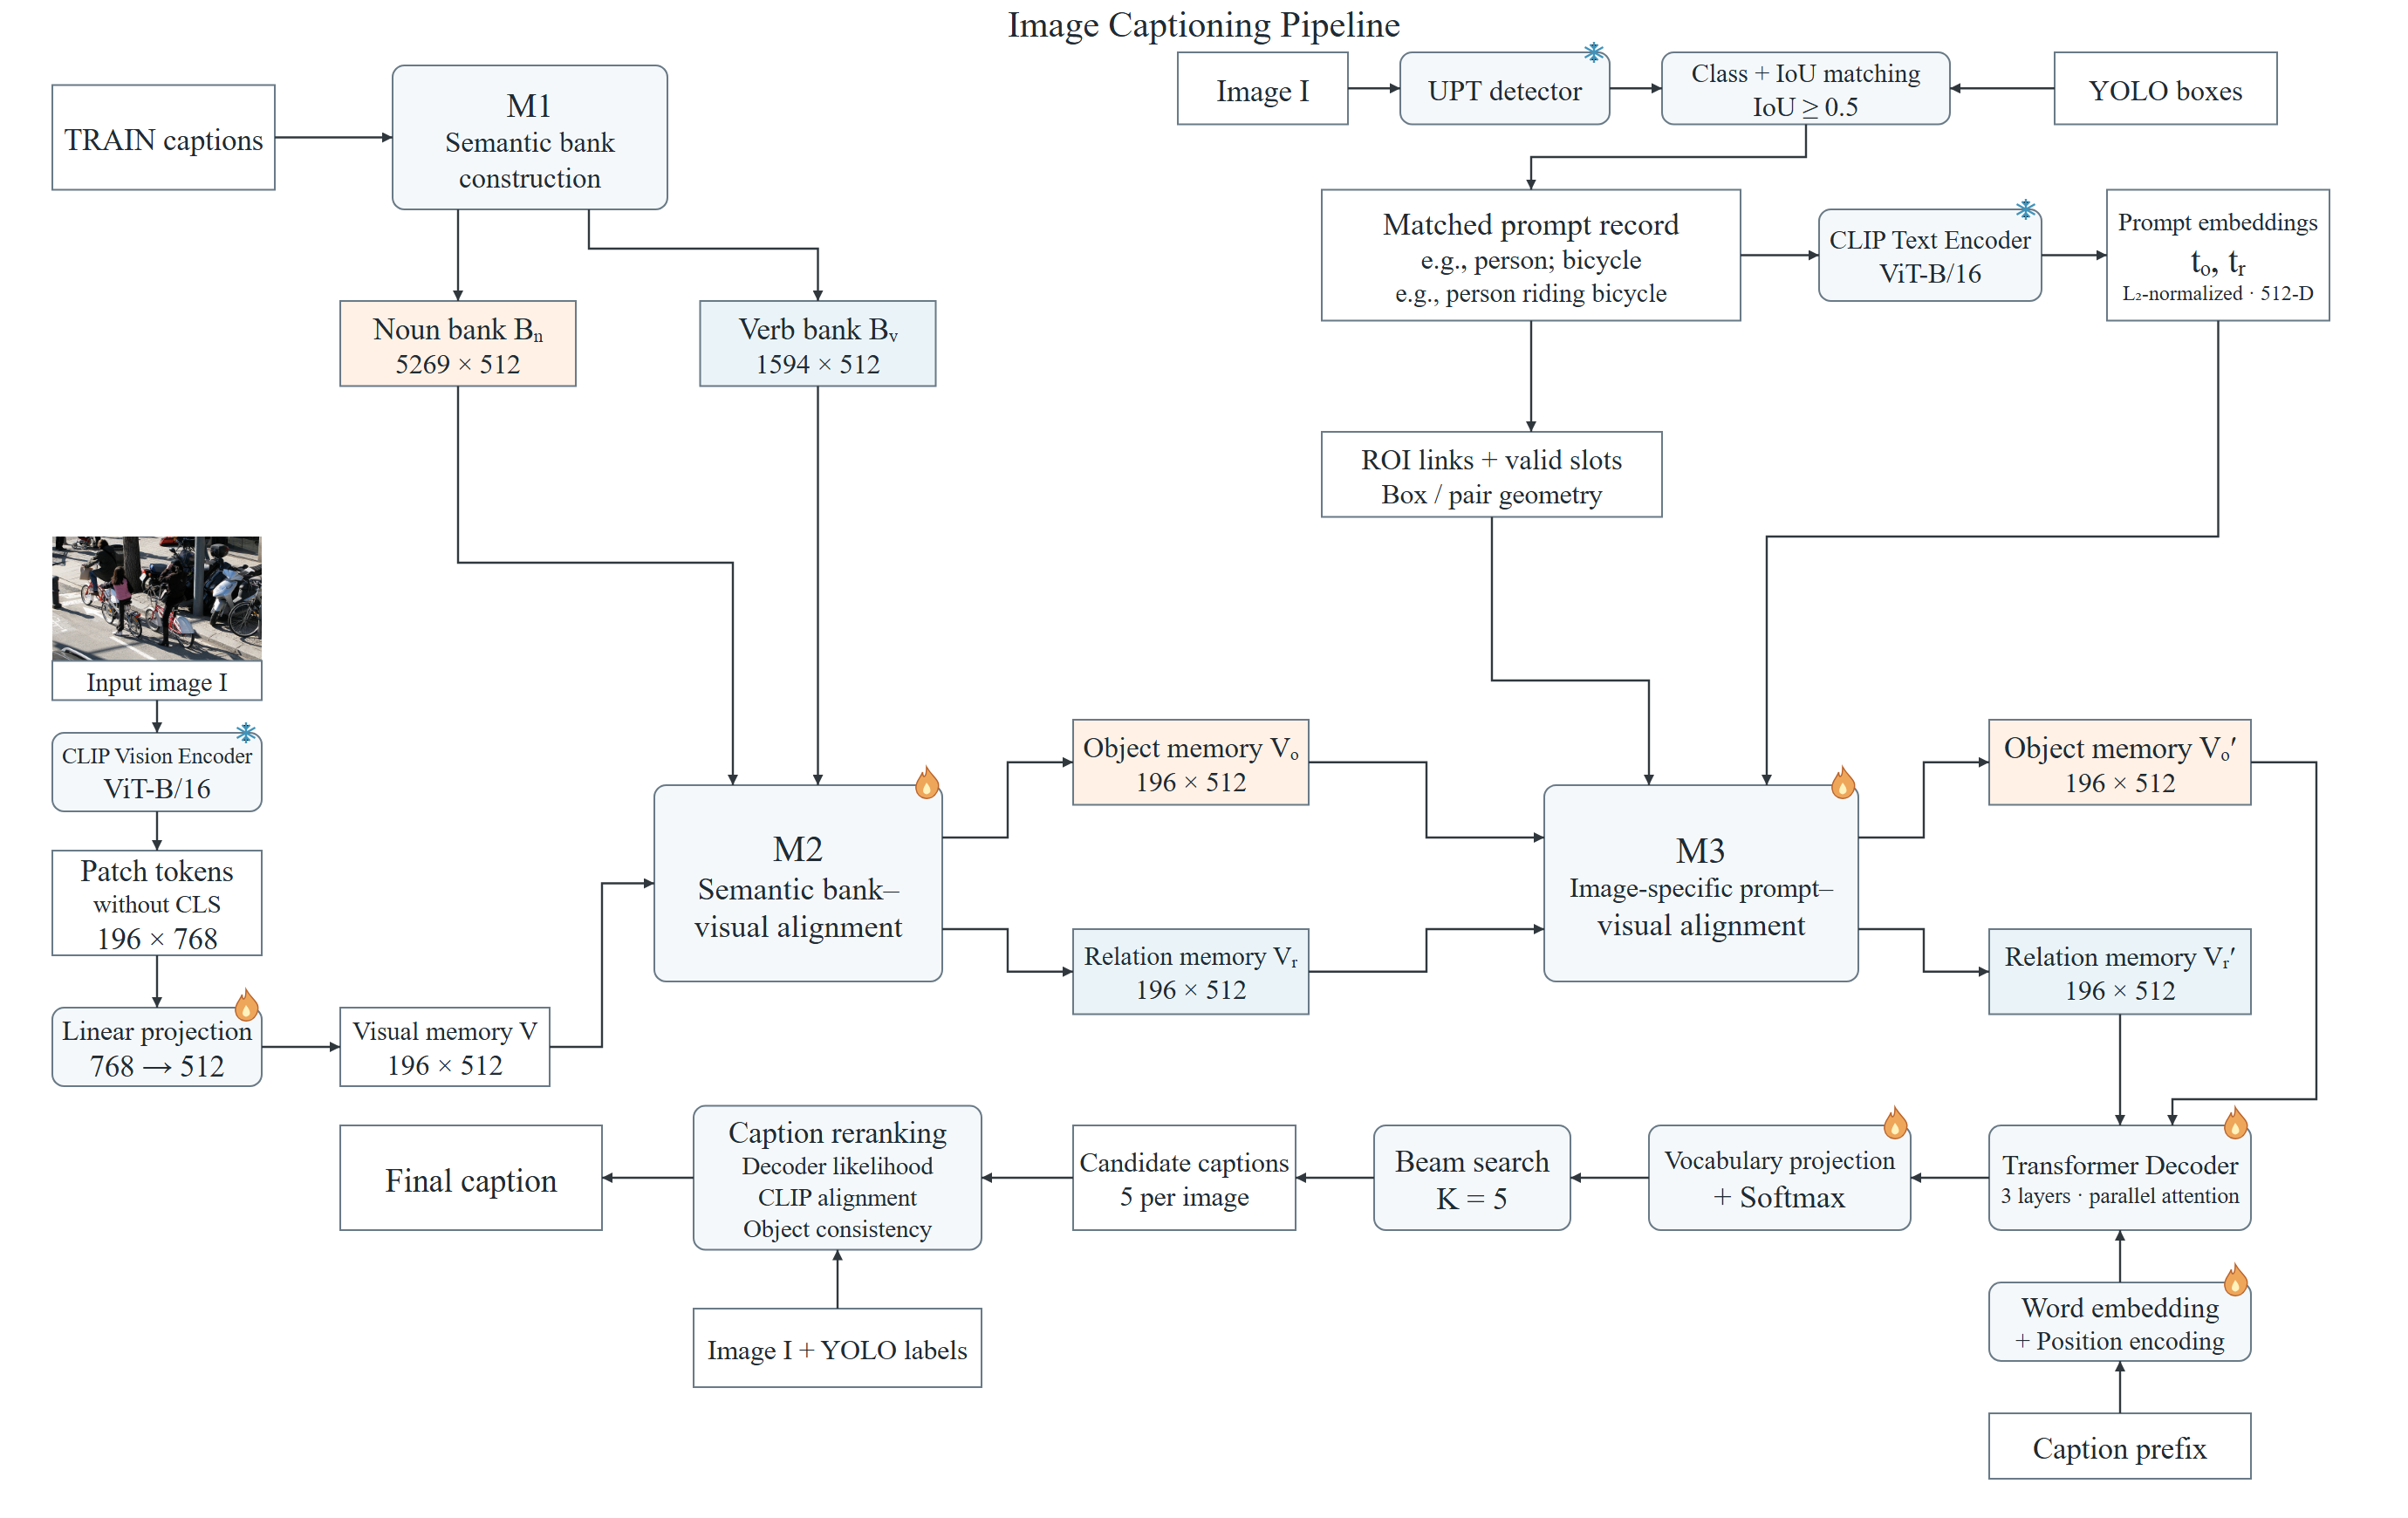 Image Captioning Pipeline
TRAIN captions
M1
Semantic bank
construction
Noun bank Bₙ
5269 × 512
Verb bank Bᵥ
1594 × 512
Image I
UPT detector
Class + IoU matching
IoU ≥ 0.5
YOLO boxes
Matched prompt record
e.g., person; bicycle
e.g., person riding bicycle
CLIP Text Encoder
ViT-B/16
Prompt embeddings
tₒ, tᵣ
L₂-normalized · 512-D
ROI links + valid slots
Box / pair geometry
Input image I
CLIP Vision Encoder
ViT-B/16
Patch tokens
without CLS
196 × 768
Linear projection
768 → 512
Visual memory V
196 × 512
M2
Semantic bank–
visual alignment
Object memory Vₒ
196 × 512
Relation memory Vᵣ
196 × 512
M3
Image-specific prompt–
visual alignment
Object memory Vₒ′
196 × 512
Relation memory Vᵣ′
196 × 512
Transformer Decoder
3 layers · parallel attention
Word embedding
+ Position encoding
Caption prefix
Vocabulary projection
+ Softmax
Beam search
K = 5
Candidate captions
5 per image
Caption reranking
Decoder likelihood
CLIP alignment
Object consistency
Image I + YOLO labels
Final caption